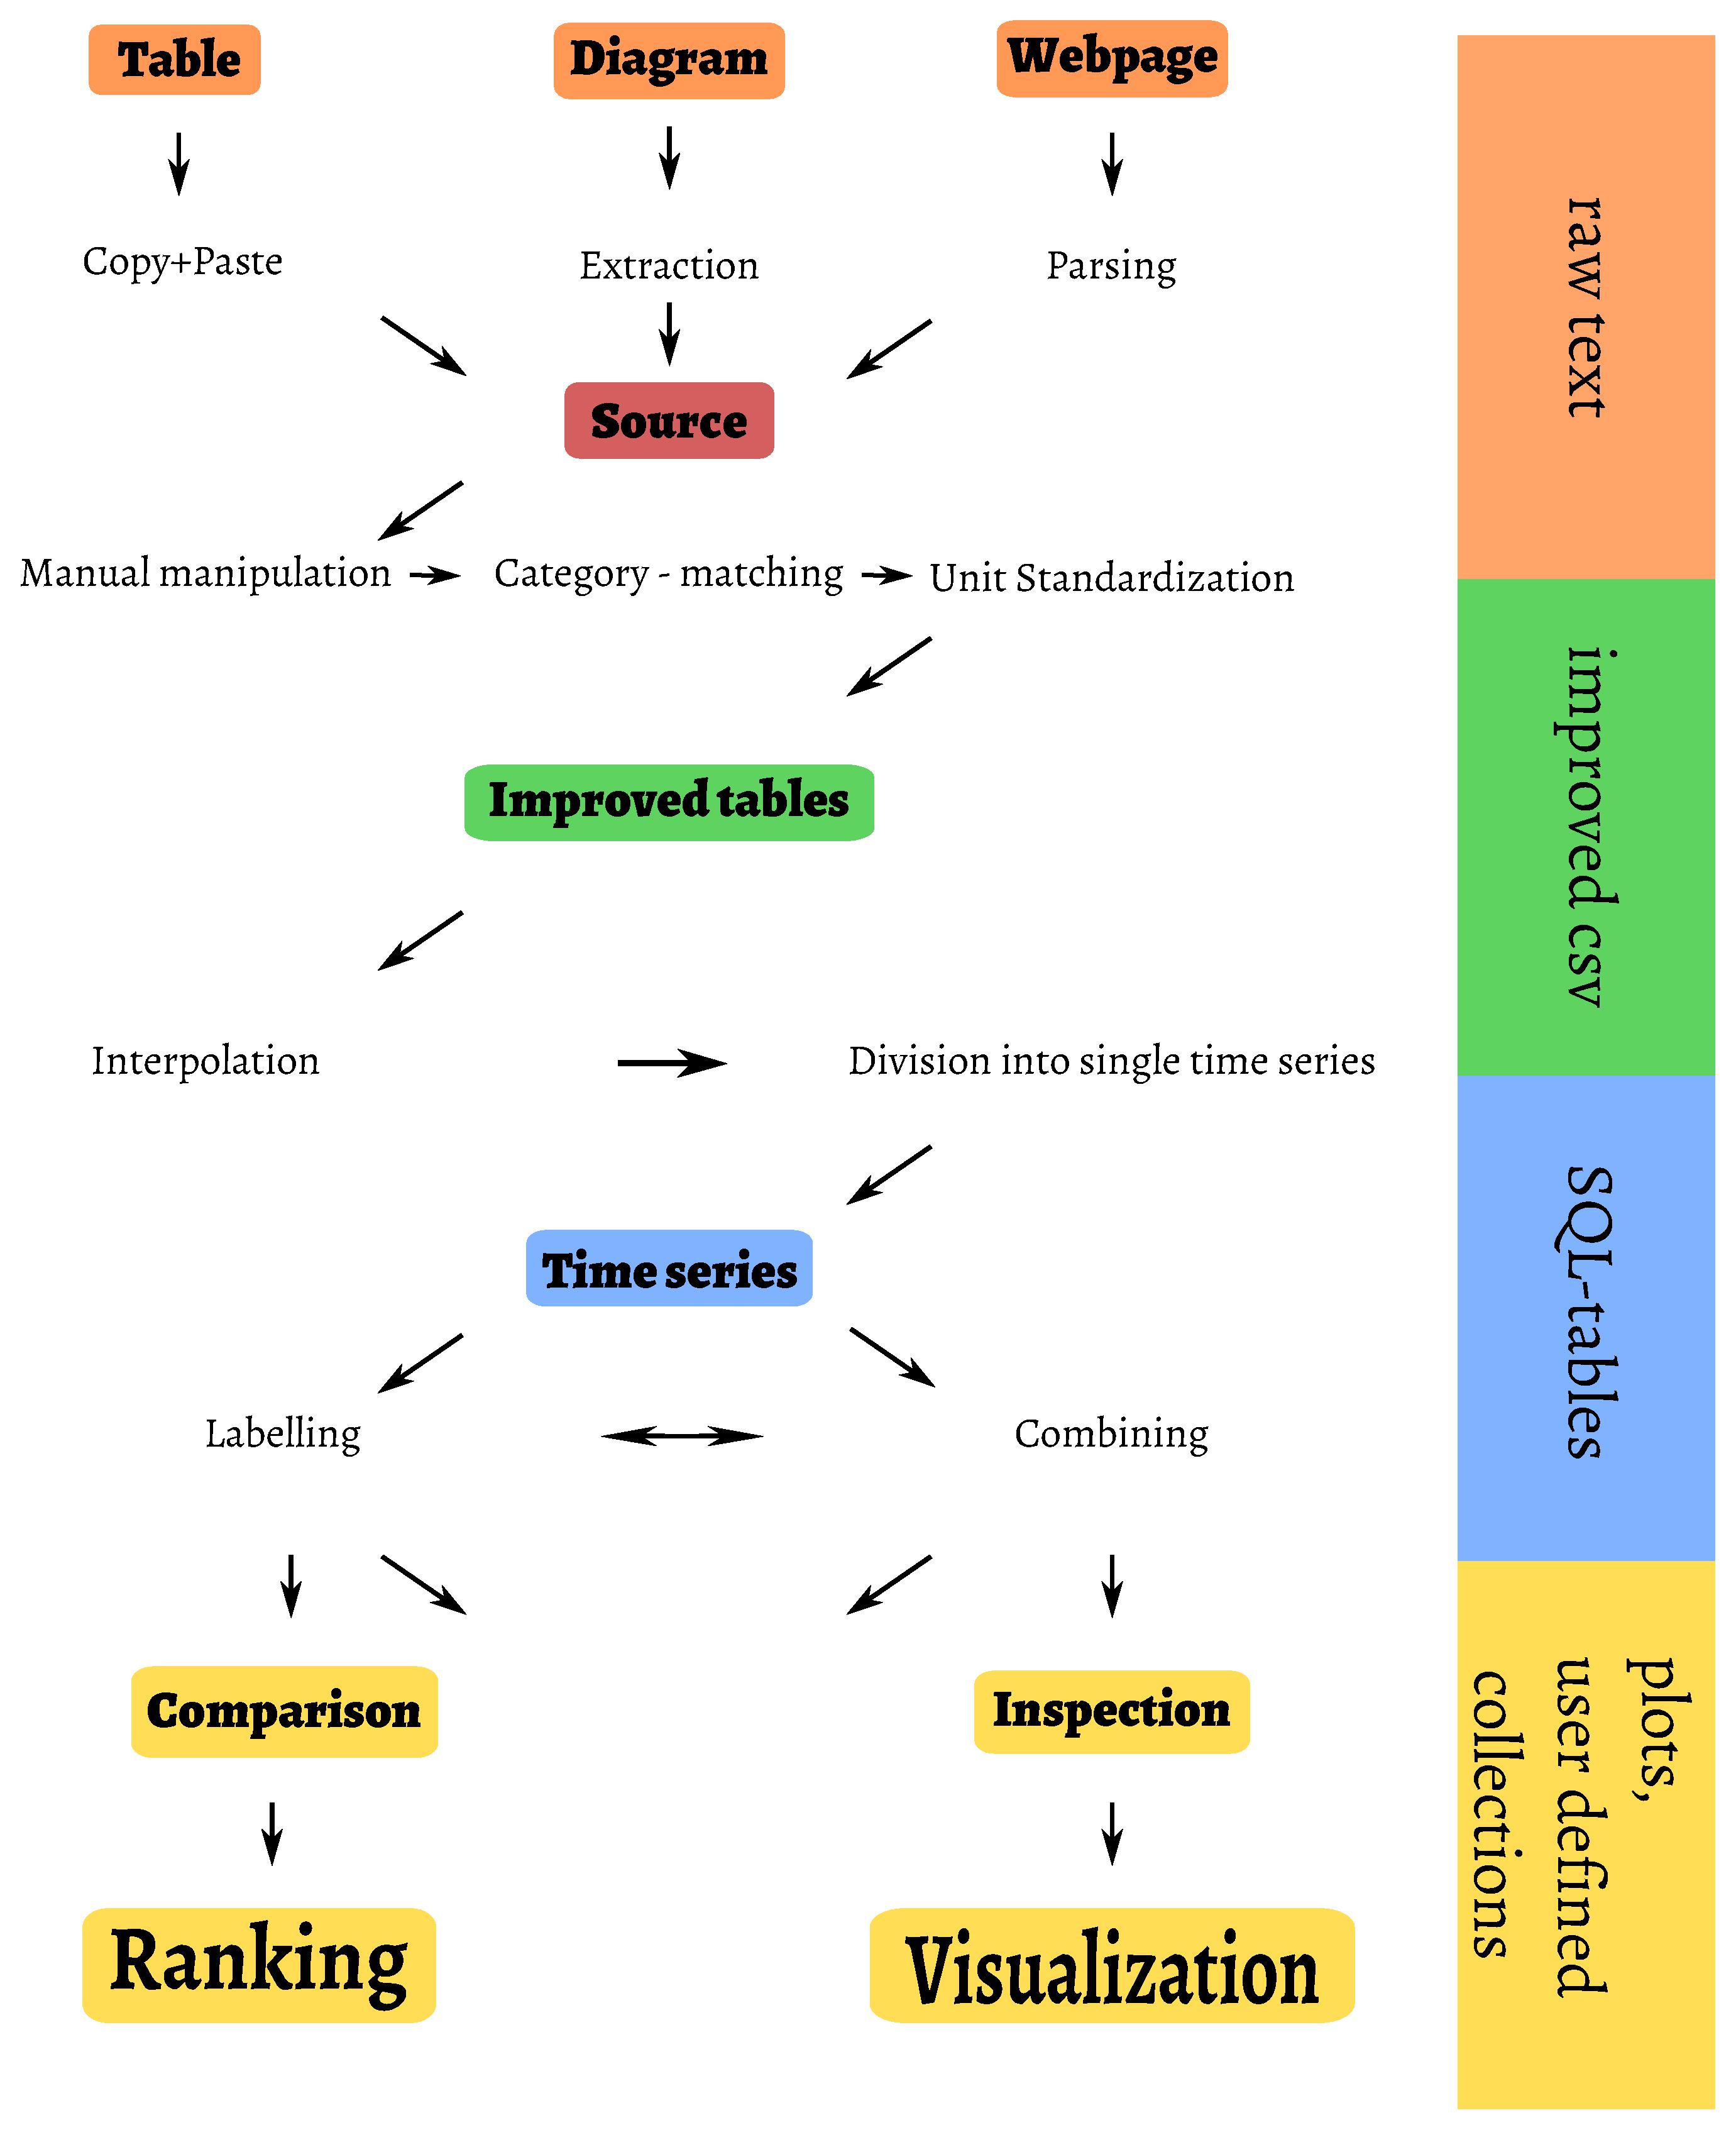 Table
Diagram
Webpage
Copy+Paste
Extraction
Parsing
Source
Manual manipulation
Category - matching
Unit Standardization
Improved tables
Interpolation
Division into single time series
Time series
Labelling
Combining
Comparison
Inspection
Ranking
Visualization
raw text
improved csv
SQL-tables
plots,
user defined
collections